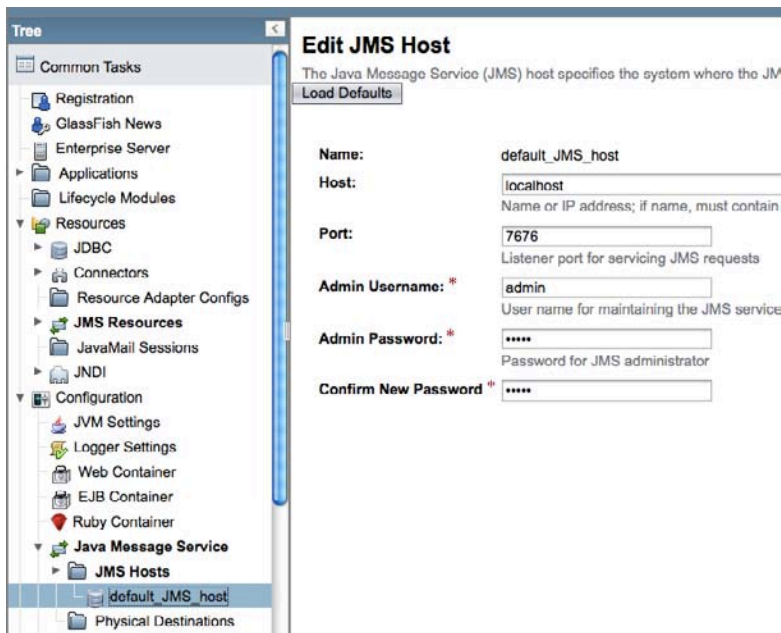 Tree
Common Tasks
Registration
GlassFish News
Enterprise Server
Applications
Lifecycle Modules
Resources
JDBC
Connectors
Resource Adapter Configs
JMS Resources
JavaMail Sessions
JNDI
Configuration
JVM Settings
Logger Settings
Web Container
EJB Container
Ruby Container
Java Message Service
JMS Hosts
default_JMS_host
Physical Destinations
Edit JMS Host
The Java Message Service (JMS) host specifies the system where the JM
Load Defaults
Name: default_JMS_host
Host: localhost
Name or IP address; if name, must contain
Port: 7676
Listener port for servicing JMS requests
Admin Username: * admin
User name for maintaining the JMS service
Admin Password: * •••••
Password for JMS administrator
Confirm New Password * •••••